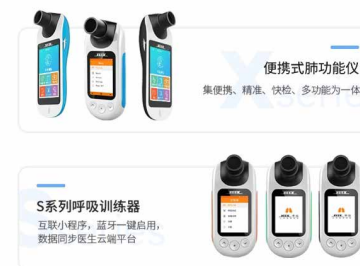 X
series
便携式肺功能仪
集便携、精准、快检、多功能为一体
S系列呼吸训练器
互联小程序，蓝牙一键启用，
数据同步医生云端平台